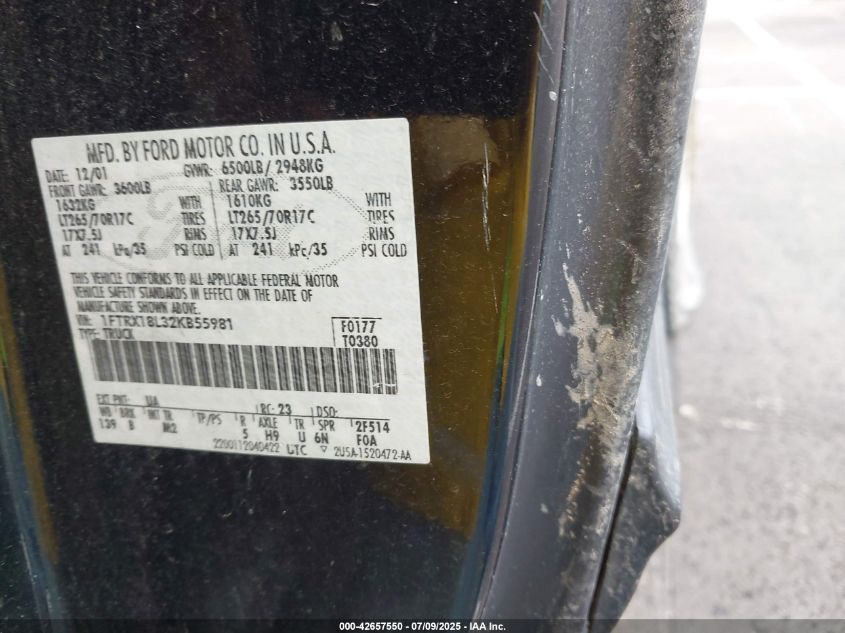 MFD. BY FORD MOTOR CO. IN U.S.A.
DATE: 12/01 GVWR: 6500LB/ 2948KG
FRONT GAWR: 3600LB REAR GAWR: 3550LB
1632KG WITH 1610KG WITH
LT265/70R17C TIRES LT265/70R17C TIRES
17X7.5J RIMS 17X7.5J RIMS
AT 241 kPc/35 PSI COLD AT 241 kPc/35 PSI COLD
THIS VEHICLE CONFORMS TO ALL APPLICABLE FEDERAL MOTOR
VEHICLE SAFETY STANDARDS IN EFFECT ON THE DATE OF
MANUFACTURE SHOWN ABOVE.
VIN: 1FTRX18L32KB55981 F0177
TYPE: TRUCK T0380
EXT PNT: UA RC: 23 DSO:
WB BRK INT TR TP/PS R AXLE TR SPR 2F514
139 B M2 5 H9 U 6N F0A
2200112040422 UTC ▽ 2U5A-1520472-AA
000-42657550 / 07/09/2025 - IAA Inc.